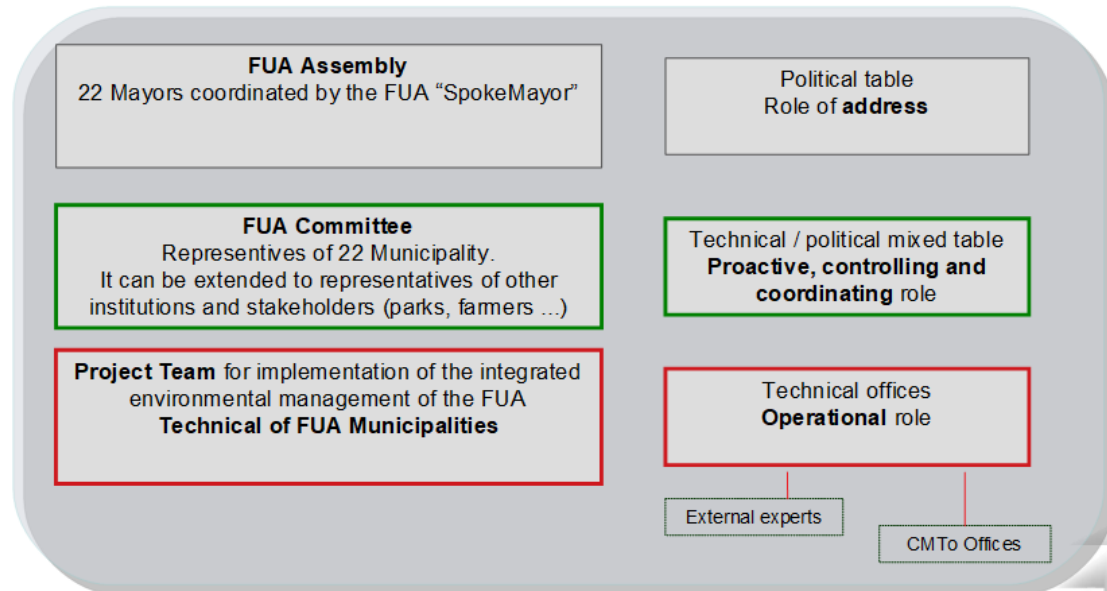 FUA Assembly
22 Mayors coordinated by the FUA “SpokeMayor”
Political table
Role of address
FUA Committee
Representives of 22 Municipality.
It can be extended to representatives of other
institutions and stakeholders (parks, farmers ...)
Technical / political mixed table
Proactive, controlling and
coordinating role
Project Team for implementation of the integrated
environmental management of the FUA
Technical of FUA Municipalities
Technical offices
Operational role
External experts
CMTo Offices